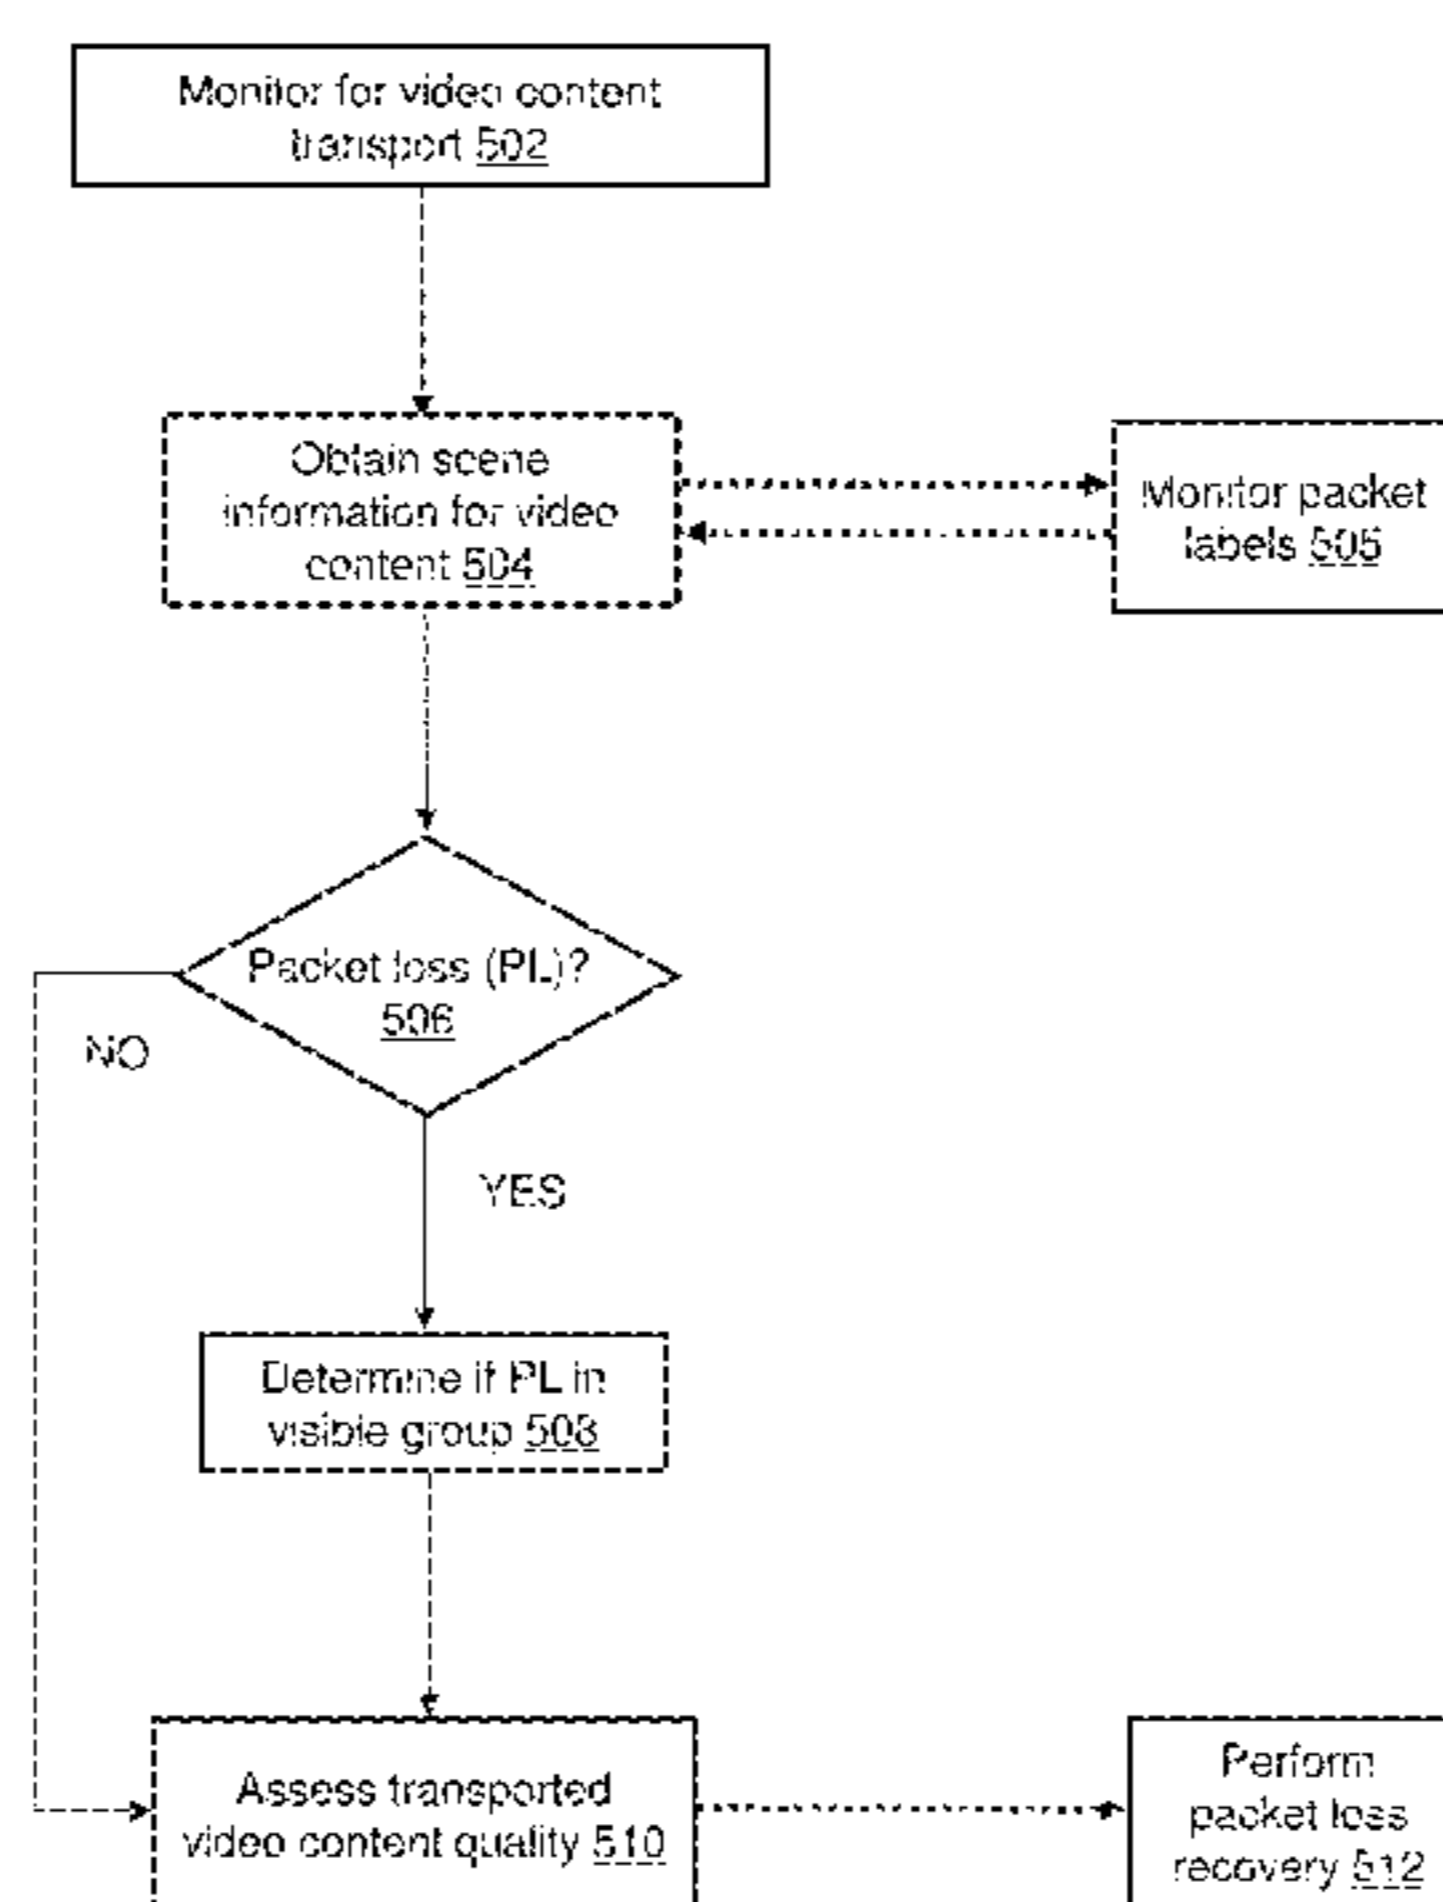 Monitor for video content
transport 502
Obtain scene
information for video
content 504
Monitor packet
labels 505
Packet loss (PL)?
506
NO
YES
Determine if PL in
visible group 508
Assess transported
video content quality 510
Perform
packet loss
recovery 512